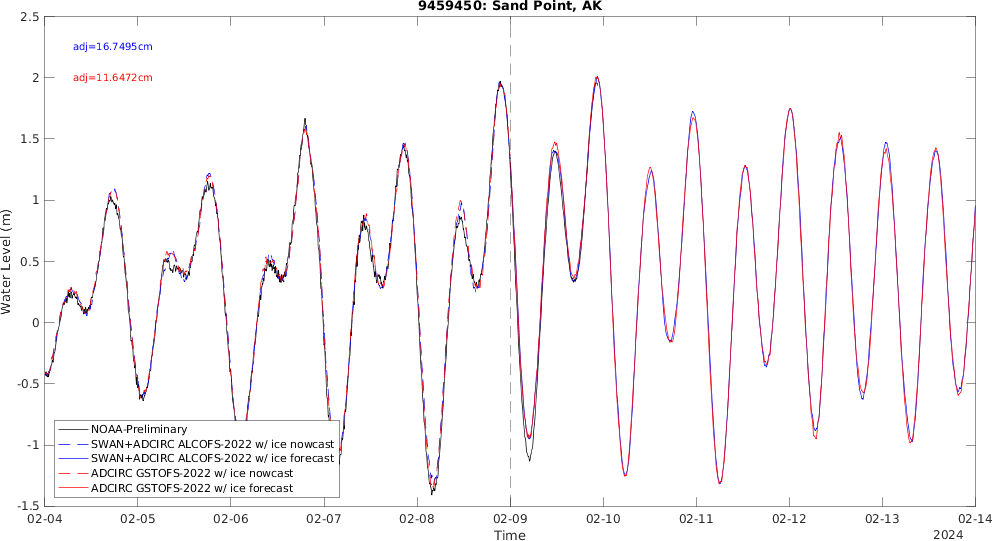 9459450: Sand Point, AK
adj=16.7495cm
adj=11.6472cm
Water Level (m)
2.5
2
1.5
1
0.5
0
-0.5
-1
-1.5
NOAA-Preliminary
SWAN+ADCIRC ALCOFS-2022 w/ ice nowcast
SWAN+ADCIRC ALCOFS-2022 w/ ice forecast
ADCIRC GSTOFS-2022 w/ ice nowcast
ADCIRC GSTOFS-2022 w/ ice forecast
02-04 02-05 02-06 02-07 02-08 02-09 02-10 02-11 02-12 02-13 02-14
Time
2024